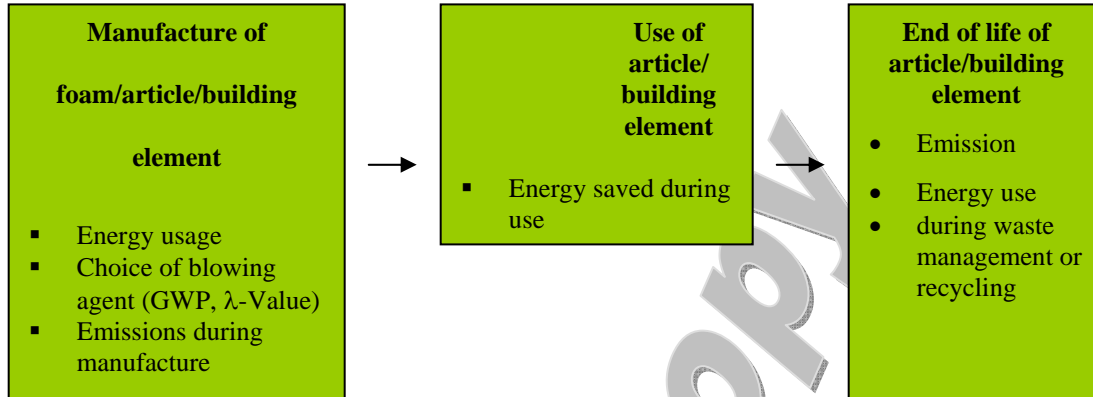 Manufacture of
foam/article/building
element
▪ Energy usage
▪ Choice of blowing
agent (GWP, λ-Value)
▪ Emissions during
manufacture
Use of
article/
building
element
▪ Energy saved during
use
End of life of
article/building
element
• Emission
• Energy use
• during waste
management or
recycling
opy